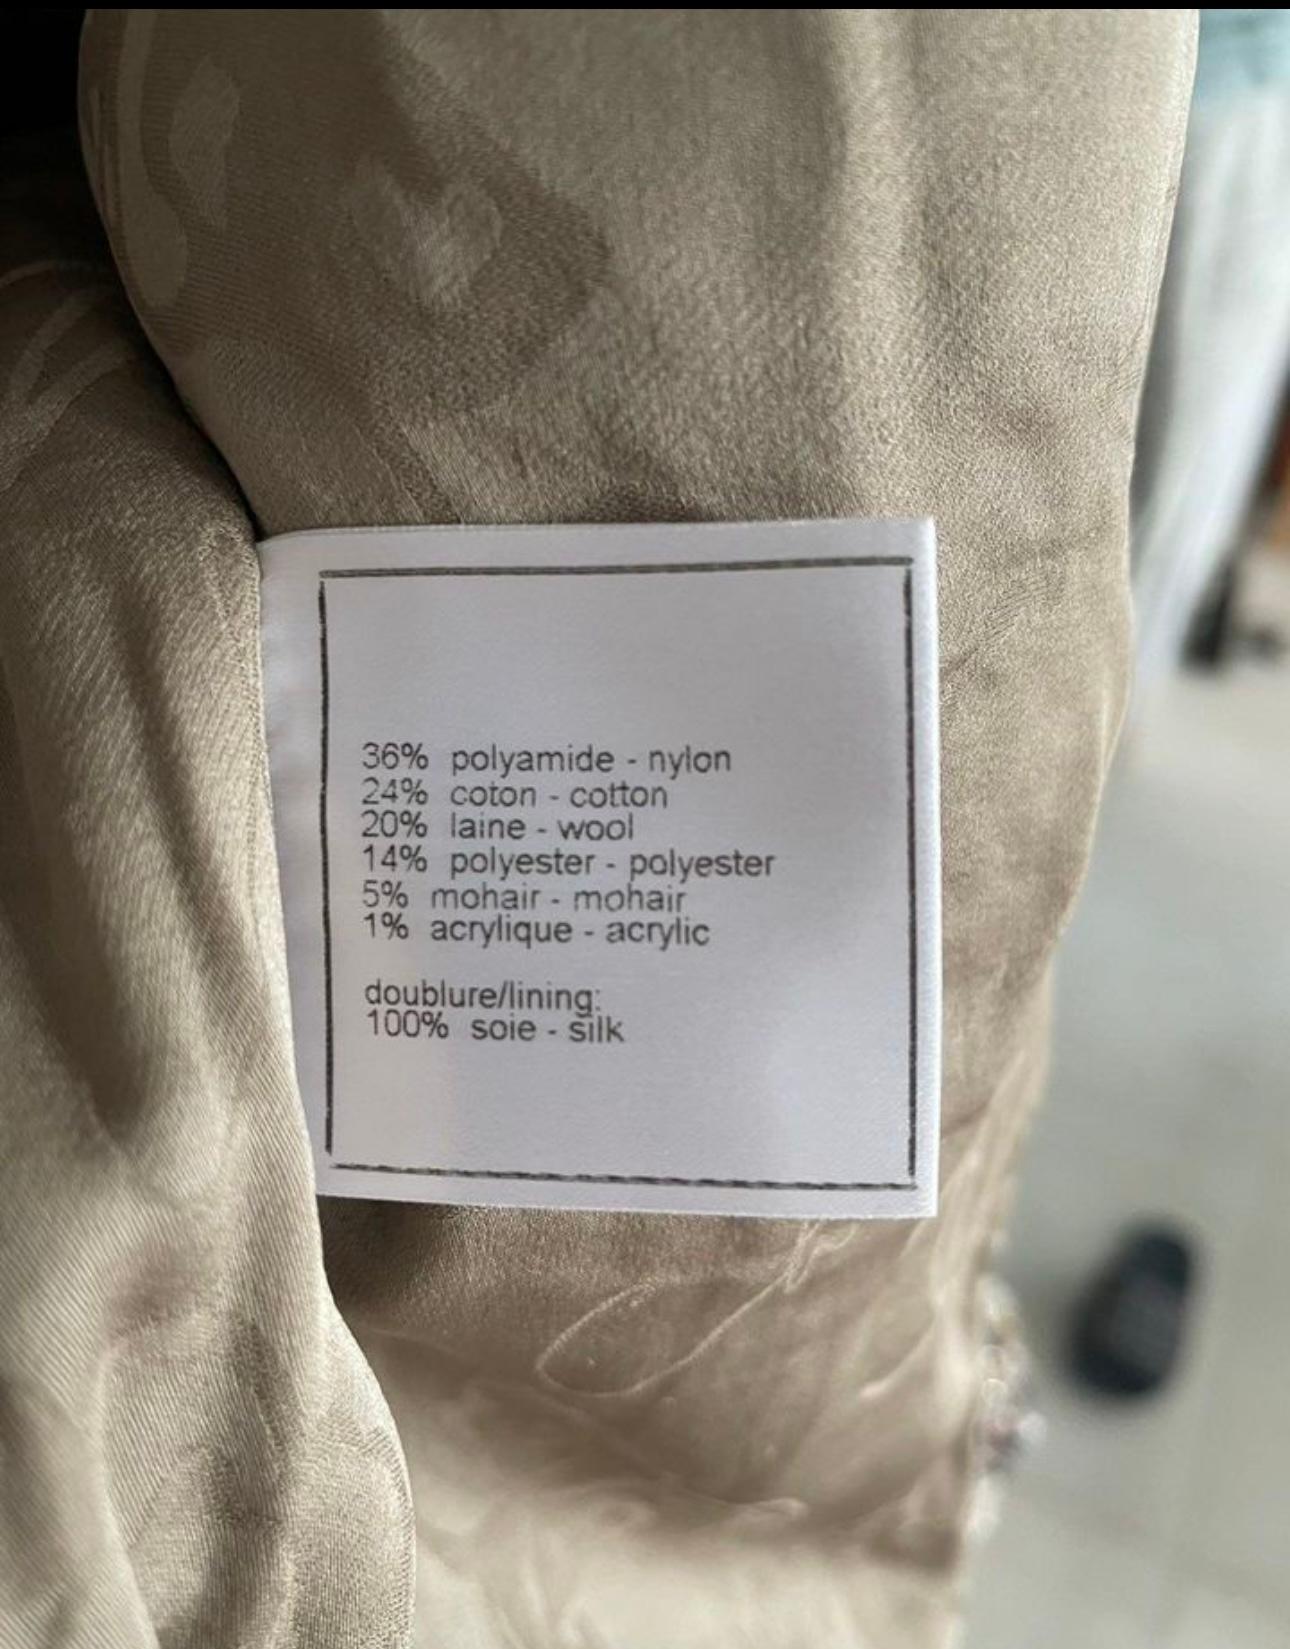 36% polyamide - nylon
24% coton - cotton
20% laine - wool
14% polyester - polyester
5% mohair - mohair
1% acrylique - acrylic
doublure/lining:
100% soie - silk